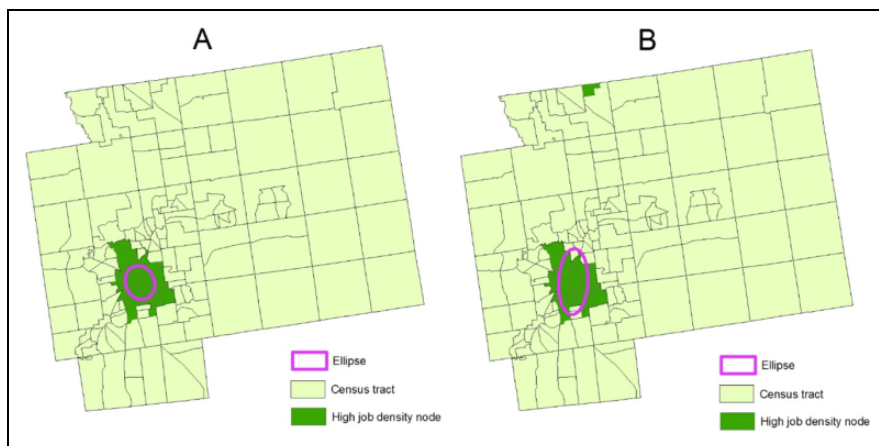 A
B
Ellipse
Census tract
High job density node
Ellipse
Census tract
High job density node